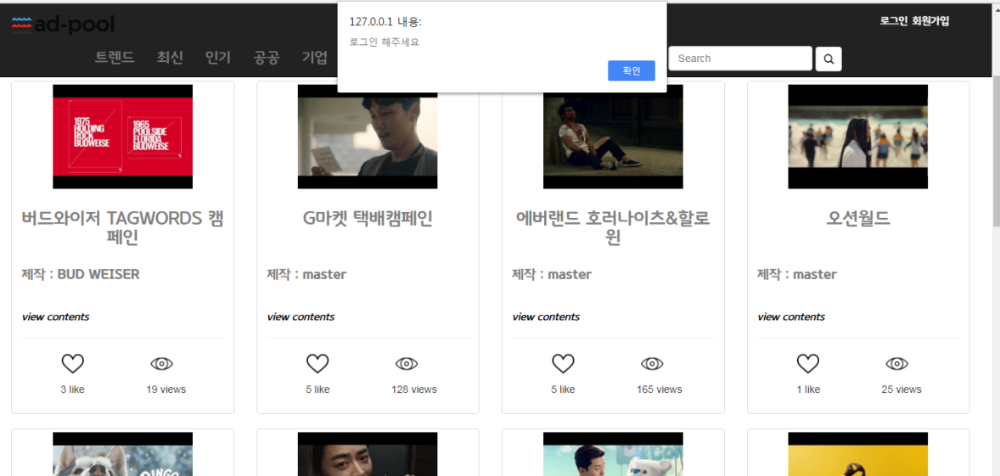 ad-pool
127.0.0.1 내용:
로그인 해주세요
확인
로그인 회원가입
트렌드 최신 인기 공공 기업
Search
1975
HOLDING
ROCK
BUDWEISE
1965
POOLSIDE
FLORIDA
BUDWEISE
버드와이저 TAGWORDS 캠
페인
제작 : BUD WEISER
view contents
3 like 19 views
G마켓 택배캠페인
제작 : master
view contents
5 like 128 views
에버랜드 호러나이츠&할로
윈
제작 : master
view contents
5 like 165 views
오션월드
제작 : master
view contents
1 like 25 views